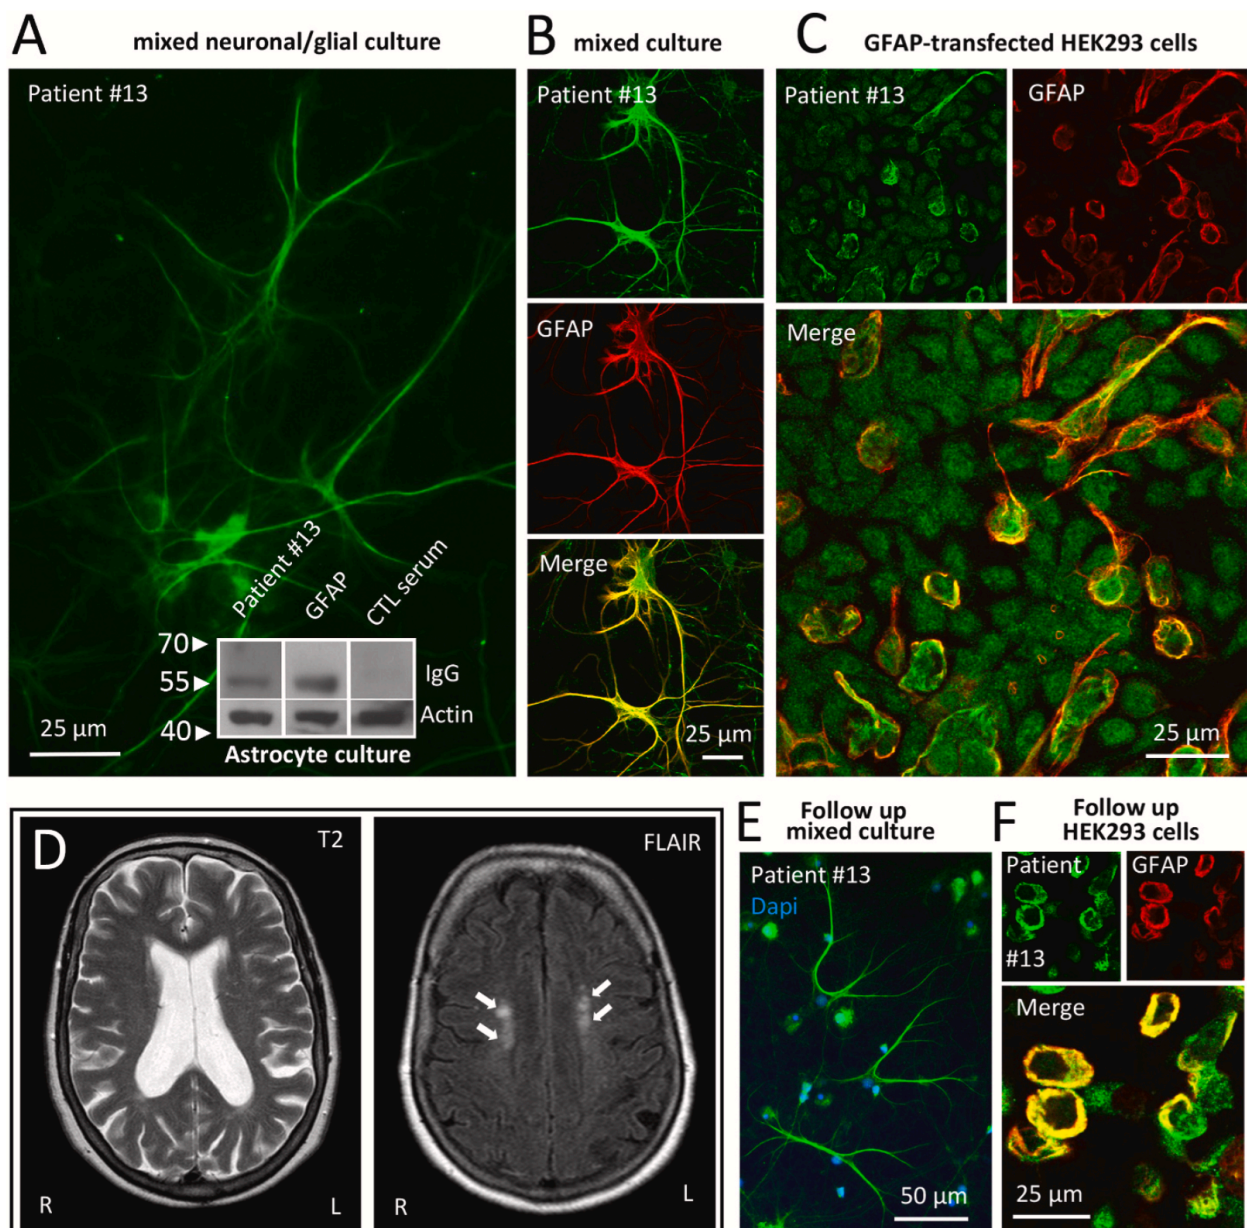 A
mixed neuronal/glial culture
Patient #13
Patient #13
GFAP
CTL serum
70
55
40
IgG
Actin
Astrocyte culture
25 µm
B
mixed culture
Patient #13
GFAP
Merge
25 µm
C
GFAP-transfected HEK293 cells
Patient #13
GFAP
Merge
25 µm
D
T2
R
L
FLAIR
R
L
E
Follow up
mixed culture
Patient #13
Dapi
50 µm
F
Follow up
HEK293 cells
Patient
#13
GFAP
Merge
25 µm